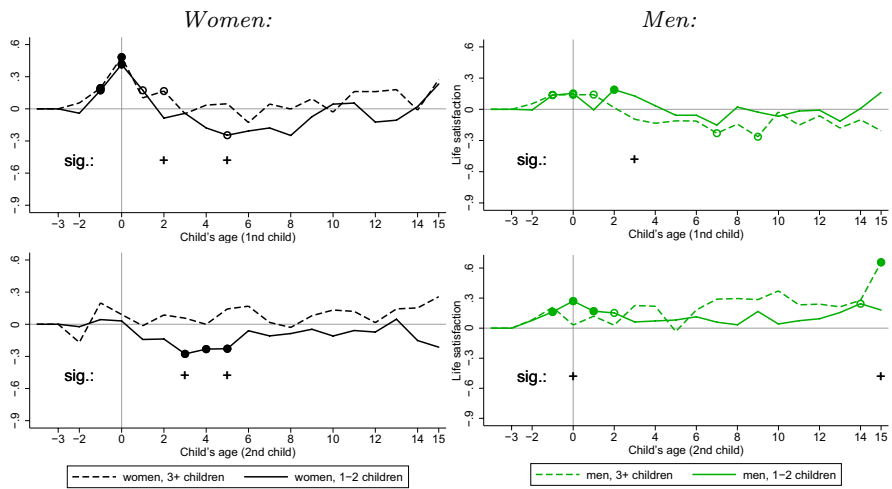 Women:
Men:
.6
.3
0
-.3
-.6
-.9
sig.: + +
−3 −2 0 2 4 6 8 10 12 14 15
Child's age (1nd child)
Life satisfaction
.6
.3
0
-.3
-.6
-.9
sig.: +
−3 −2 0 2 4 6 8 10 12 14 15
Child's age (1nd child)
.6
.3
0
-.3
-.6
-.9
sig.: + +
−3 −2 0 2 4 6 8 10 12 14 15
Child's age (2nd child)
Life satisfaction
.6
.3
0
-.3
-.6
-.9
sig.: + +
−3 −2 0 2 4 6 8 10 12 14 15
Child's age (2nd child)
women, 3+ children women, 1−2 children
men, 3+ children men, 1−2 children